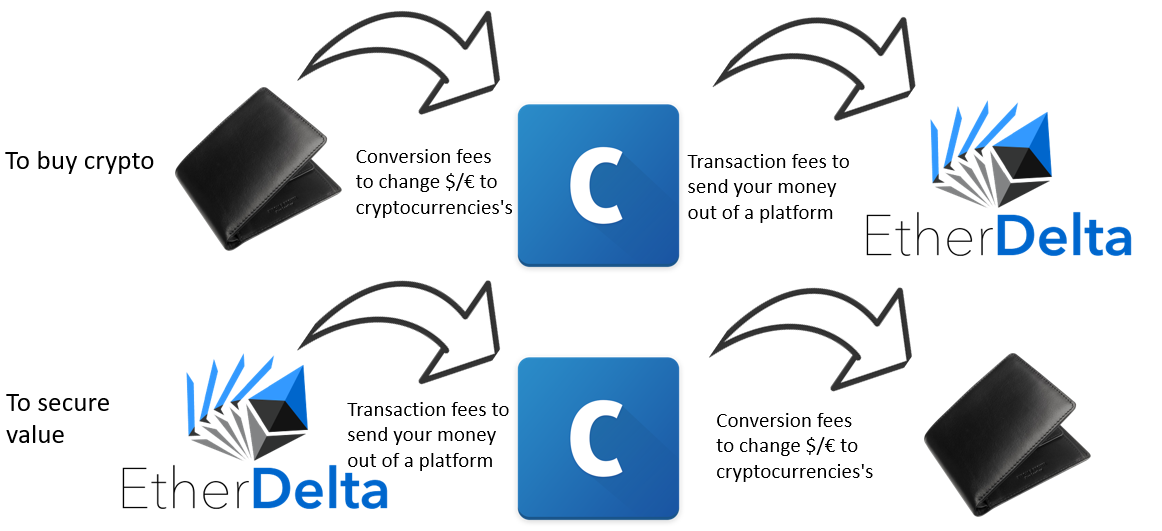 To buy crypto
Conversion fees
to change $/€ to
cryptocurrencies's
C
Transaction fees to
send your money
out of a platform
EtherDelta
To secure
value
EtherDelta
Transaction fees to
send your money
out of a platform
C
Conversion fees
to change $/€ to
cryptocurrencies's